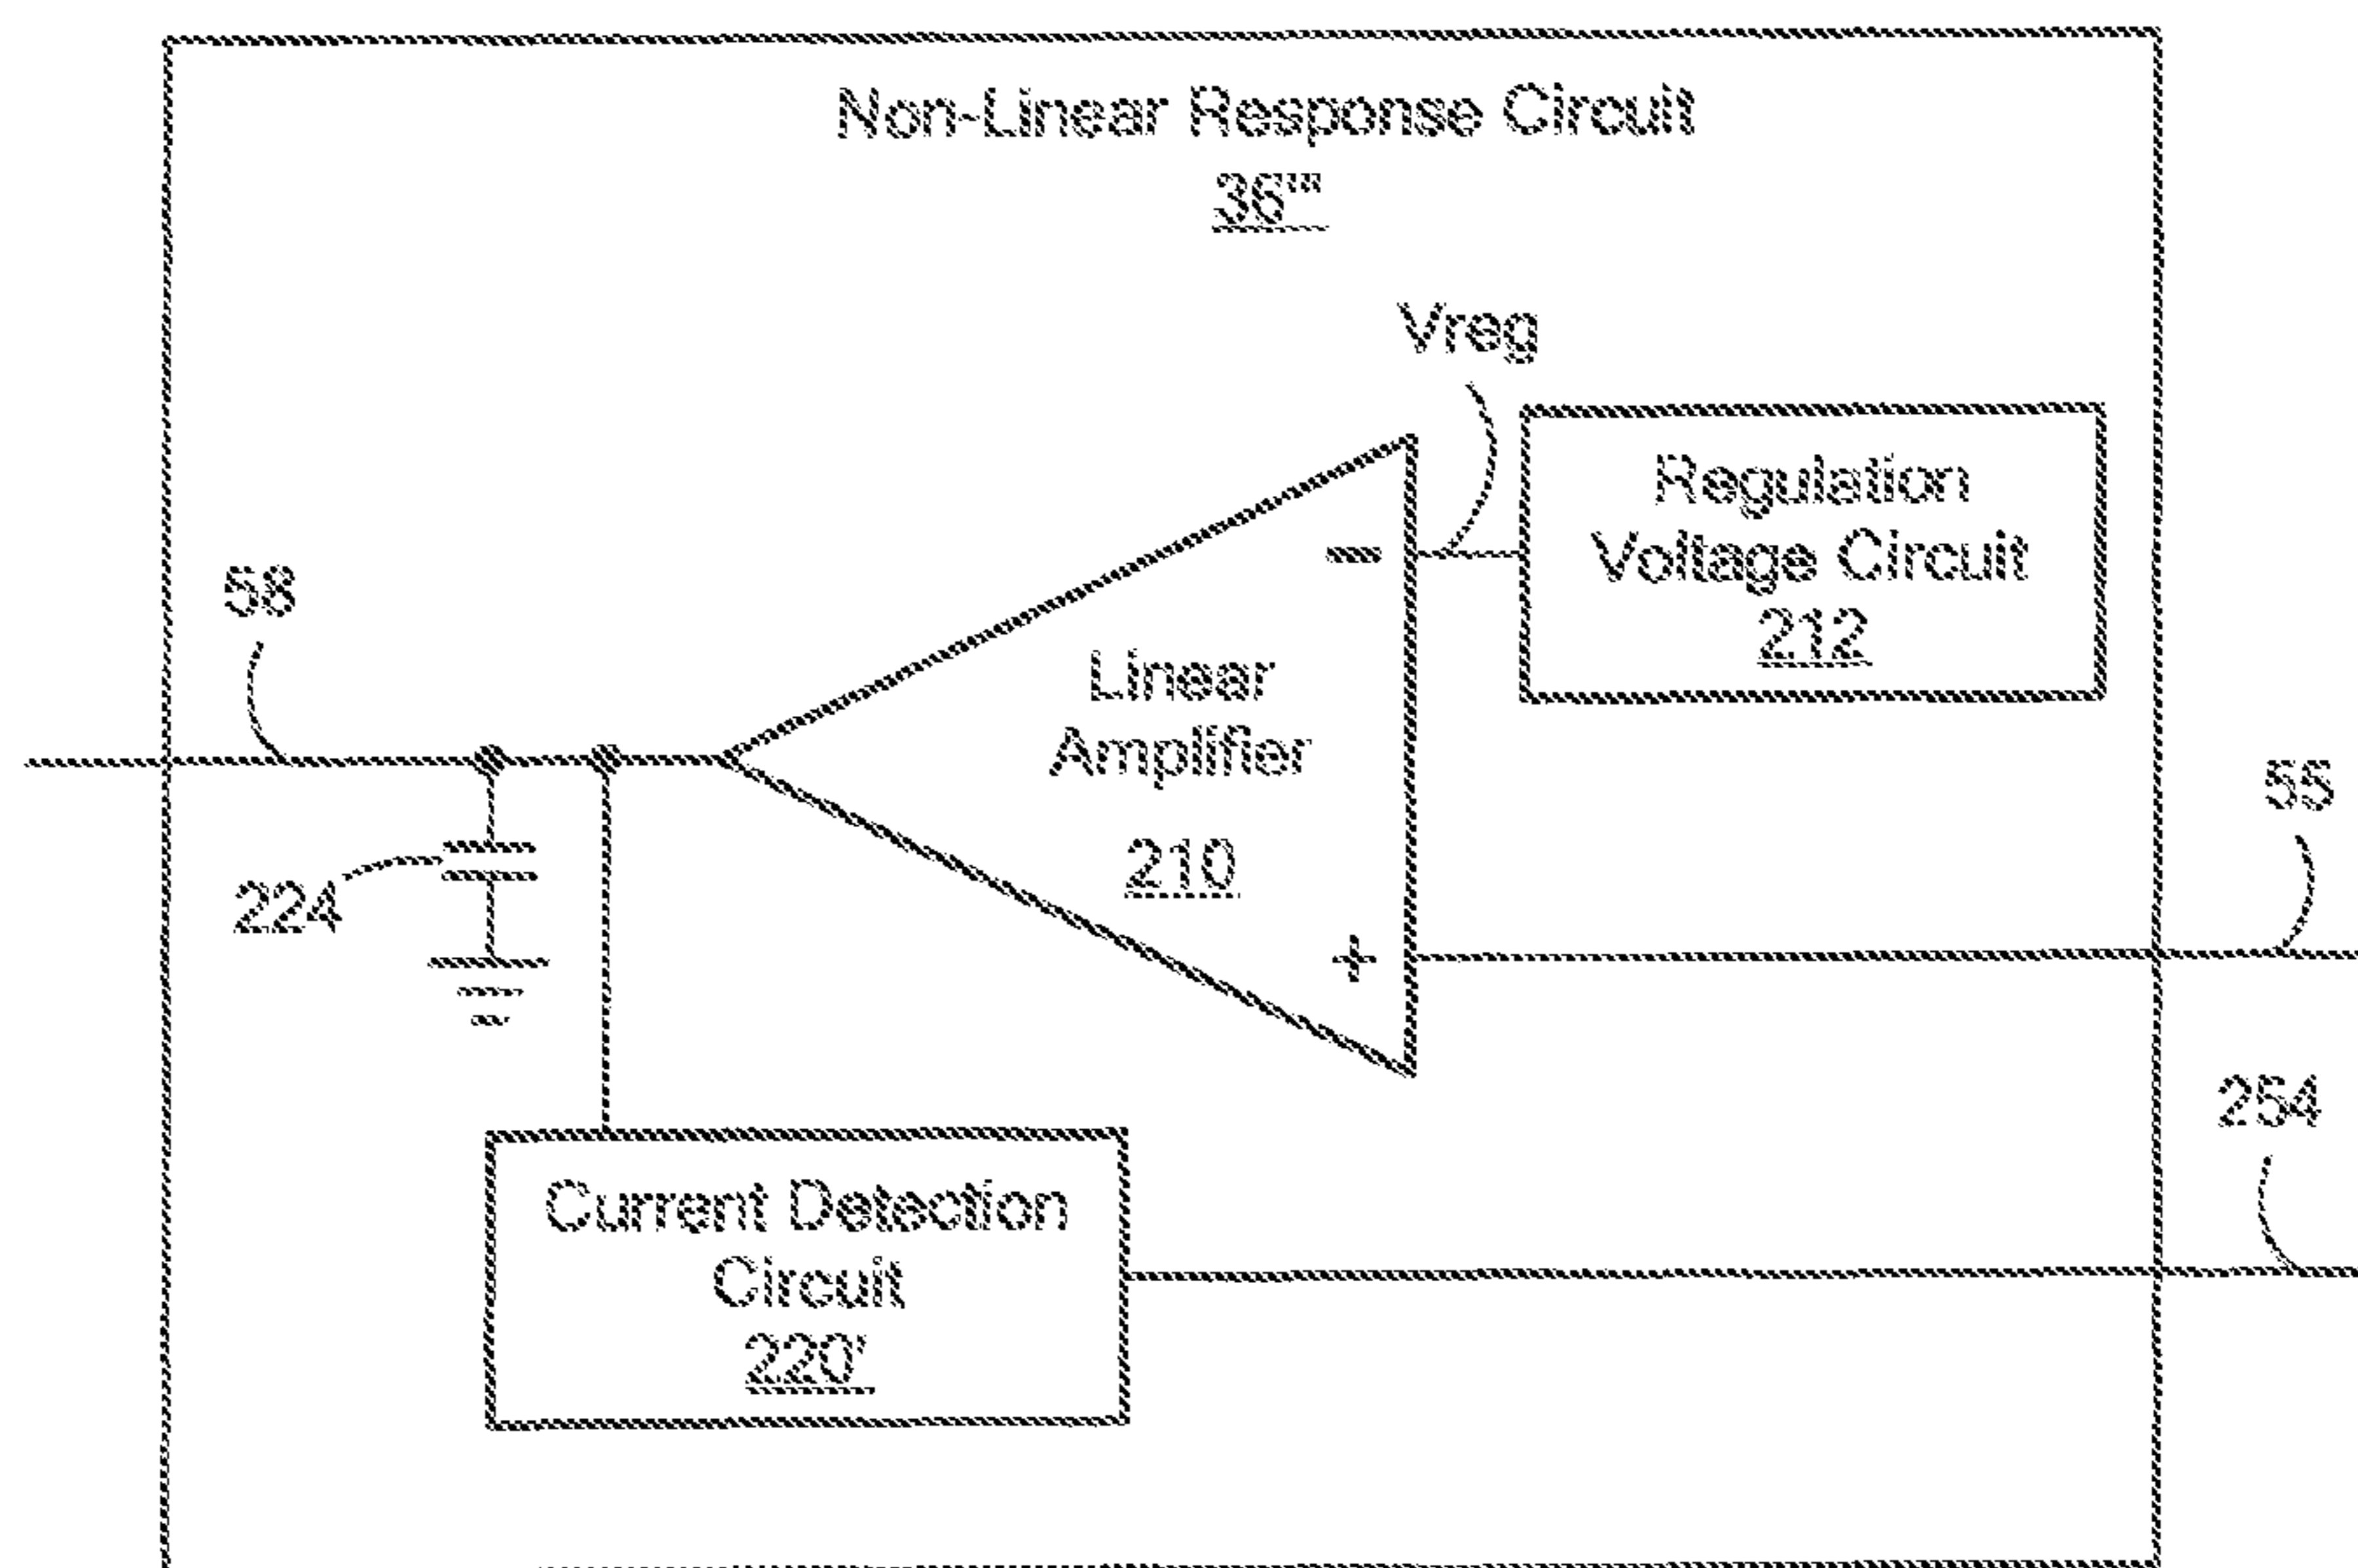 Non-Linear Response Circuit
36'''
Vreg
Regulation
Voltage Circuit
212
58
Linear
Amplifier
210
−
+
55
224
254
Current Detection
Circuit
220'